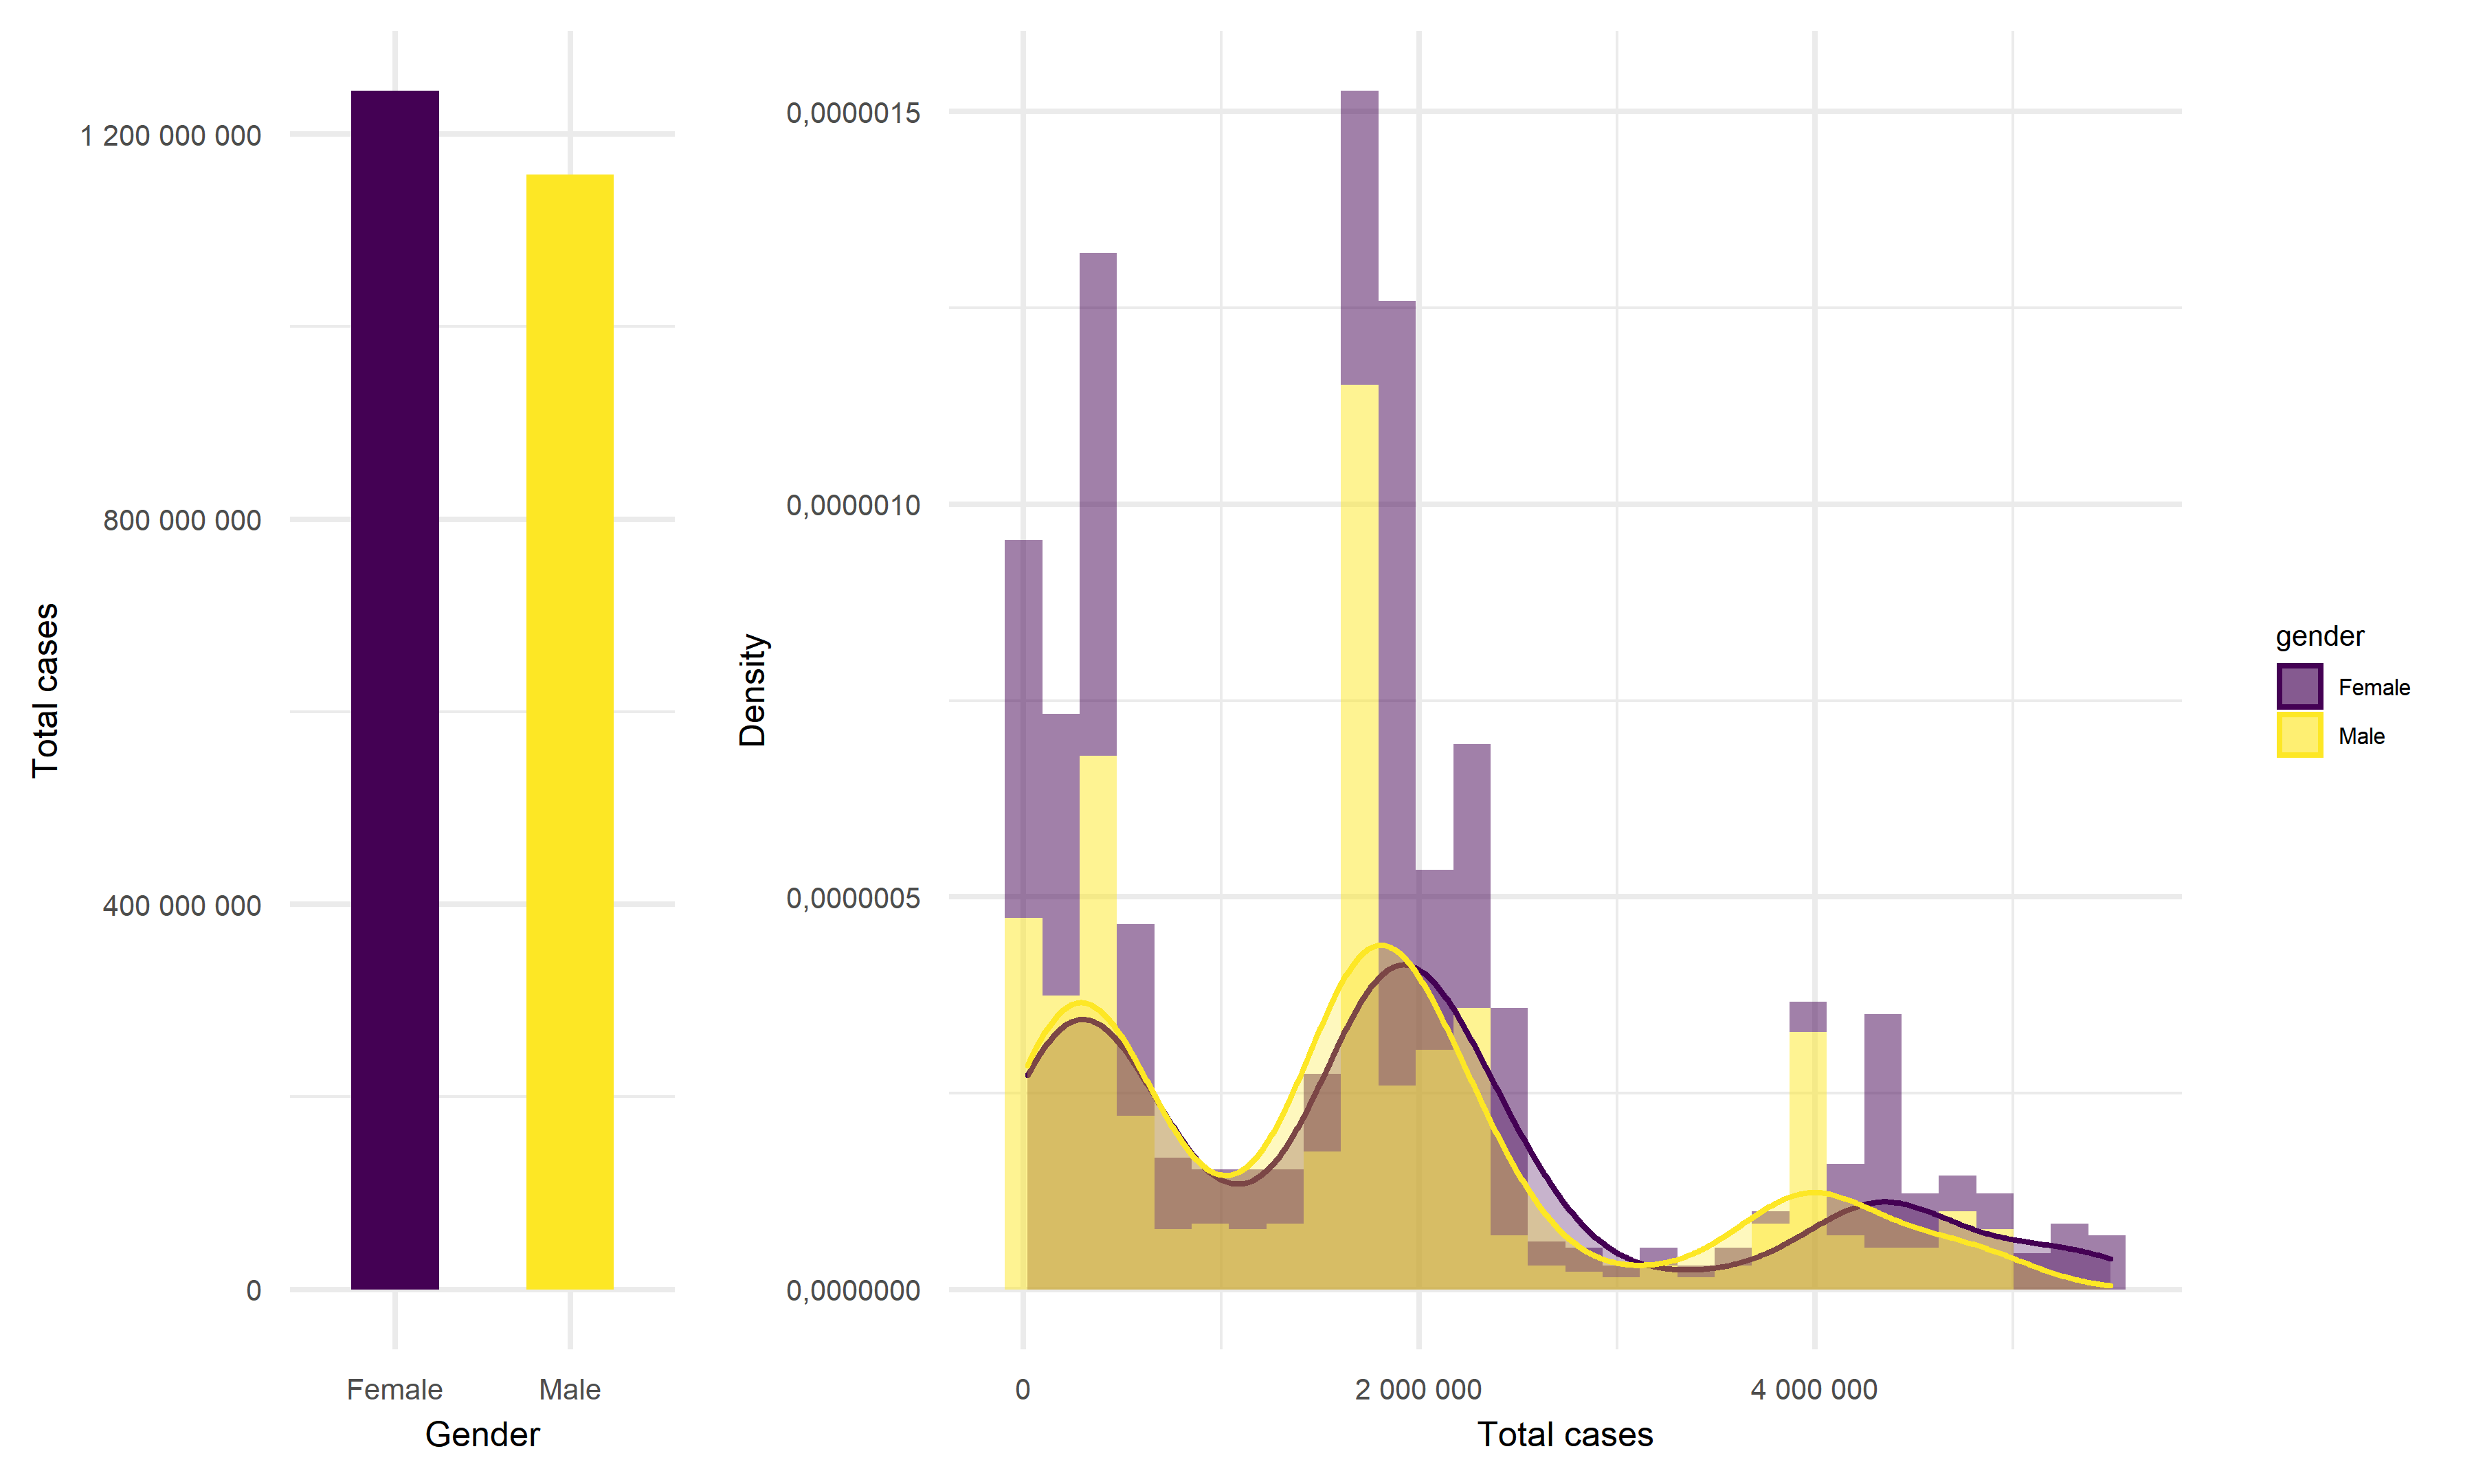 Total cases
1 200 000 000
800 000 000
400 000 000
0
Female Male
Gender
Density
0,0000015
0,0000010
0,0000005
0,0000000
0 2 000 000 4 000 000
Total cases
gender
Female
Male